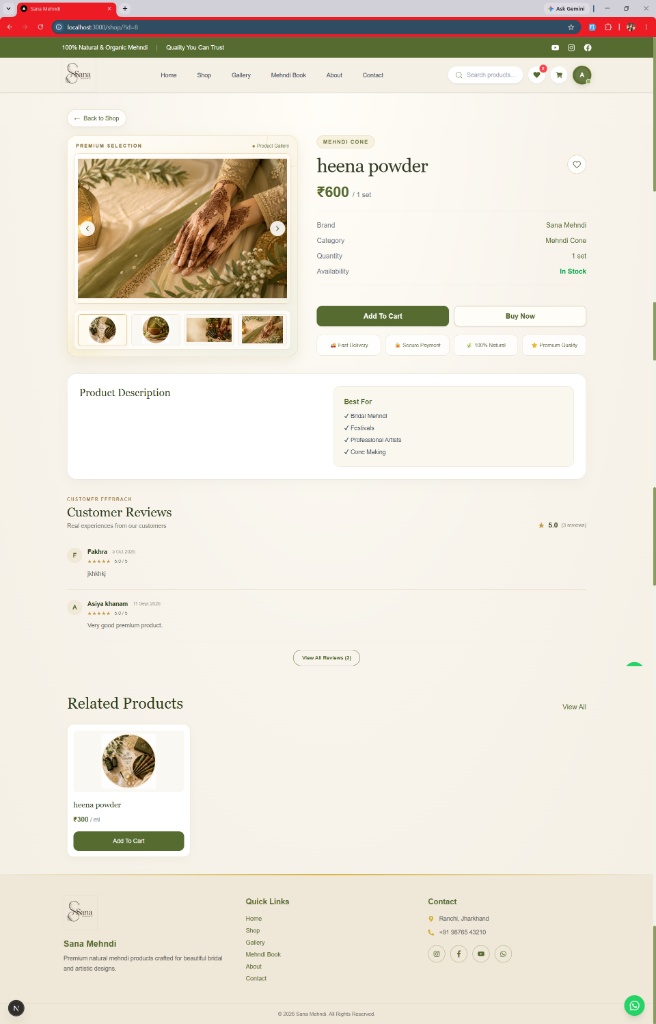 Sana Mehndi
Ask Gemini
localhost:3000/shop/?id=8
100% Natural & Organic Mehndi | Quality You Can Trust
Sana
Home Shop Gallery Mehndi Book About Contact
Search products...
A
← Back to Shop
PREMIUM SELECTION
Product Gallery
MEHNDI CONE
heena powder
₹600 / 1 set
Brand Sana Mehndi
Category Mehndi Cone
Quantity 1 set
Availability In Stock
Add To Cart Buy Now
Fast Delivery Secure Payment 100% Natural Premium Quality
Product Description
Best For
✓ Bridal Mehndi
✓ Festivals
✓ Professional Artists
✓ Cone Making
CUSTOMER FEEDBACK
Customer Reviews
Real experiences from our customers
★ 5.0
F
Fakhra
★★★★★ 5.0 / 5
jkhkhkj
A
Asiya khanam
★★★★★ 5.0 / 5
Very good premium product.
View All Reviews
Related Products
View All
heena powder
₹300 / ml
Add To Cart
Sana
Sana Mehndi
Premium natural mehndi products crafted for beautiful bridal
and artistic designs.
Quick Links
Home
Shop
Gallery
Mehndi Book
About
Contact
Contact
Ranchi, Jharkhand
+91 98765 43210
N
© 2026 Sana Mehndi. All Rights Reserved.